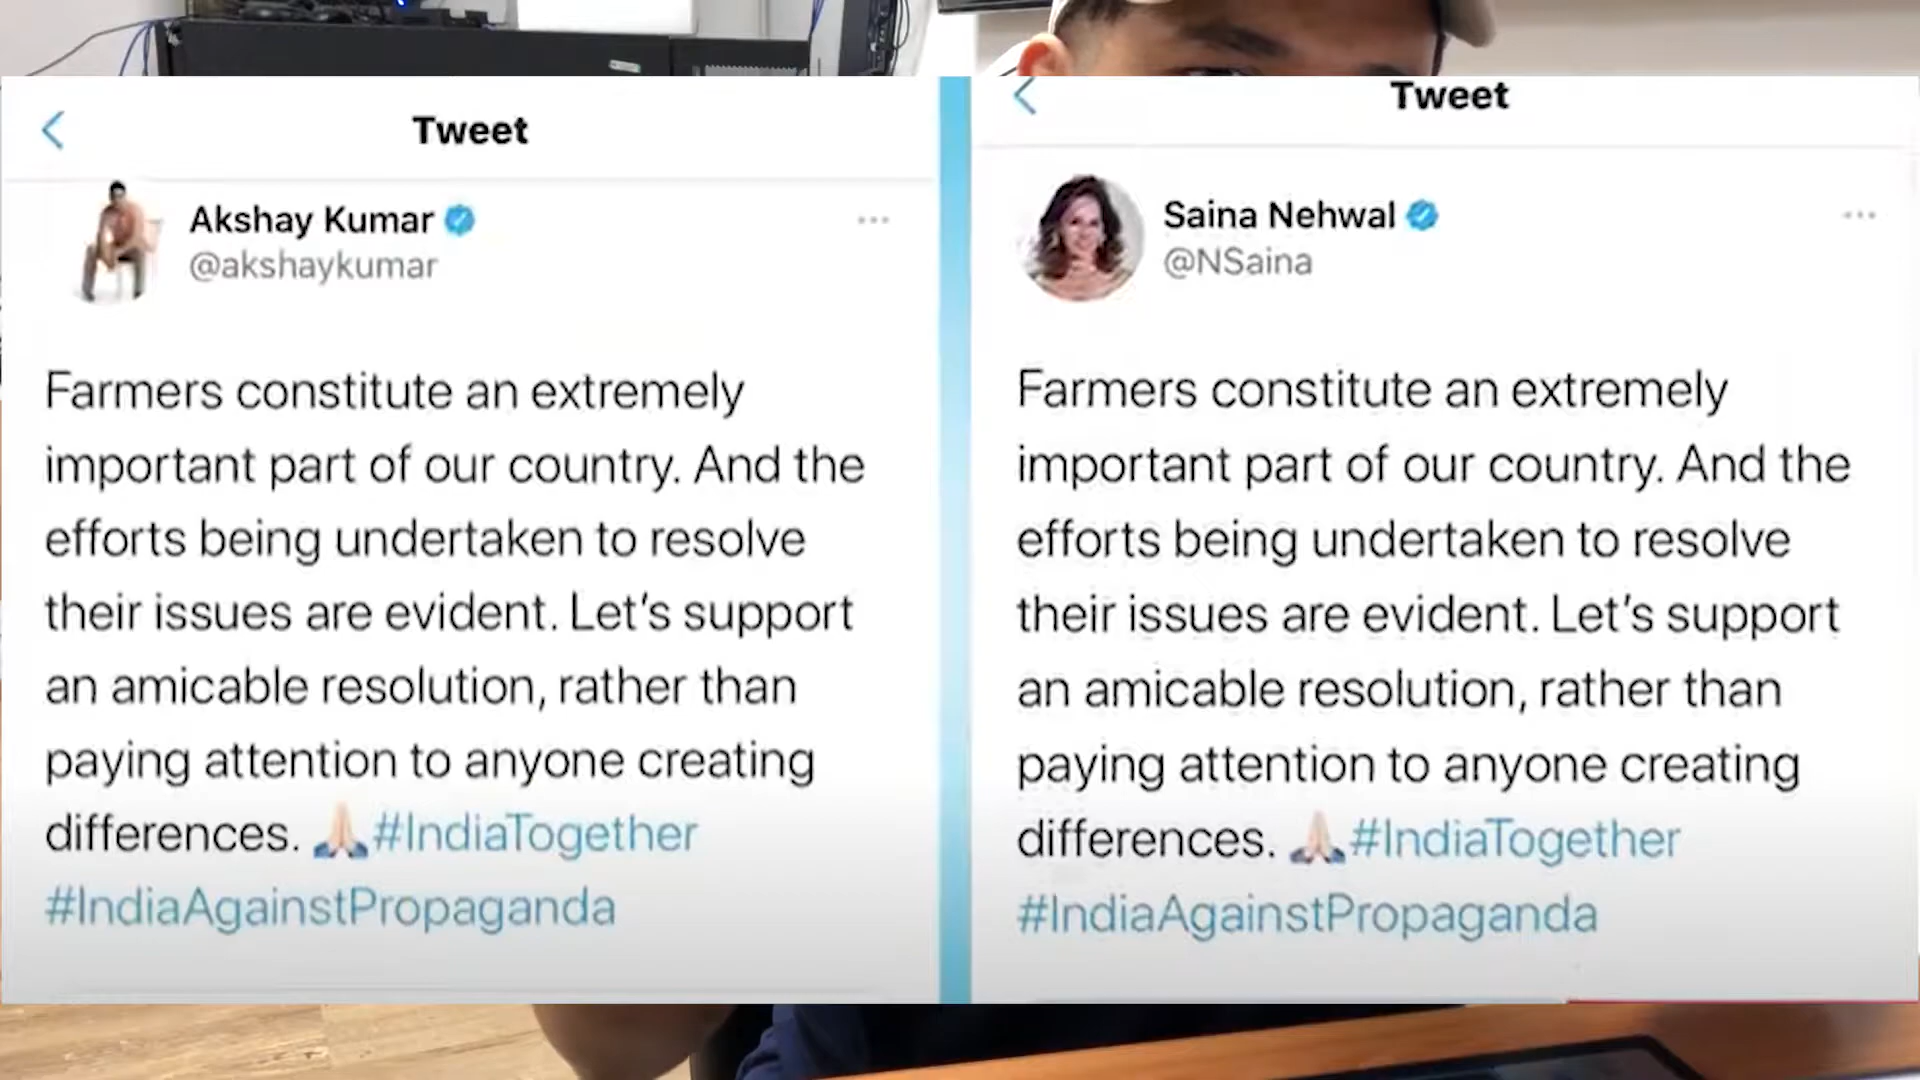 Tweet
Akshay Kumar
@akshaykumar
Farmers constitute an extremely
important part of our country. And the
efforts being undertaken to resolve
their issues are evident. Let's support
an amicable resolution, rather than
paying attention to anyone creating
differences. 🙏🏻#IndiaTogether
#IndiaAgainstPropaganda
Tweet
Saina Nehwal
@NSaina
Farmers constitute an extremely
important part of our country. And the
efforts being undertaken to resolve
their issues are evident. Let's support
an amicable resolution, rather than
paying attention to anyone creating
differences. 🙏🏻#IndiaTogether
#IndiaAgainstPropaganda